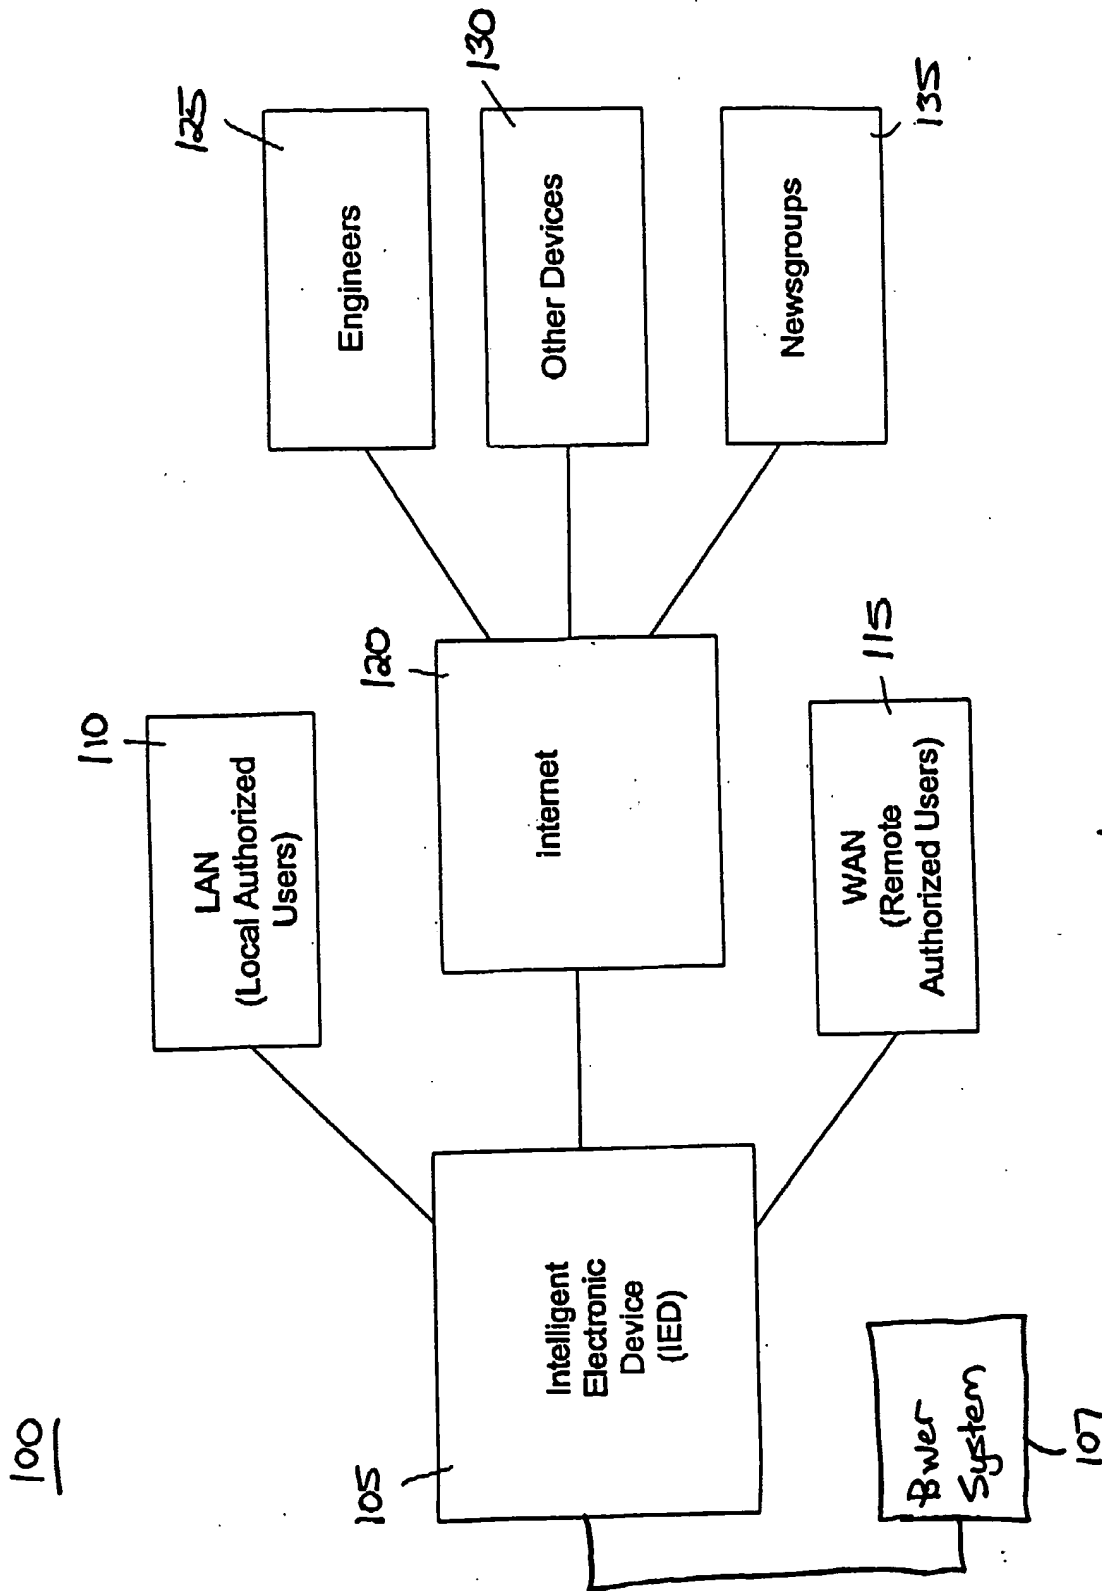 100
105
Intelligent
Electronic
Device
(IED)
Power
System
107
110
LAN
(Local Authorized
Users)
120
Internet
WAN
(Remote
Authorized Users)
115
125
Engineers
130
Other Devices
Newsgroups
135